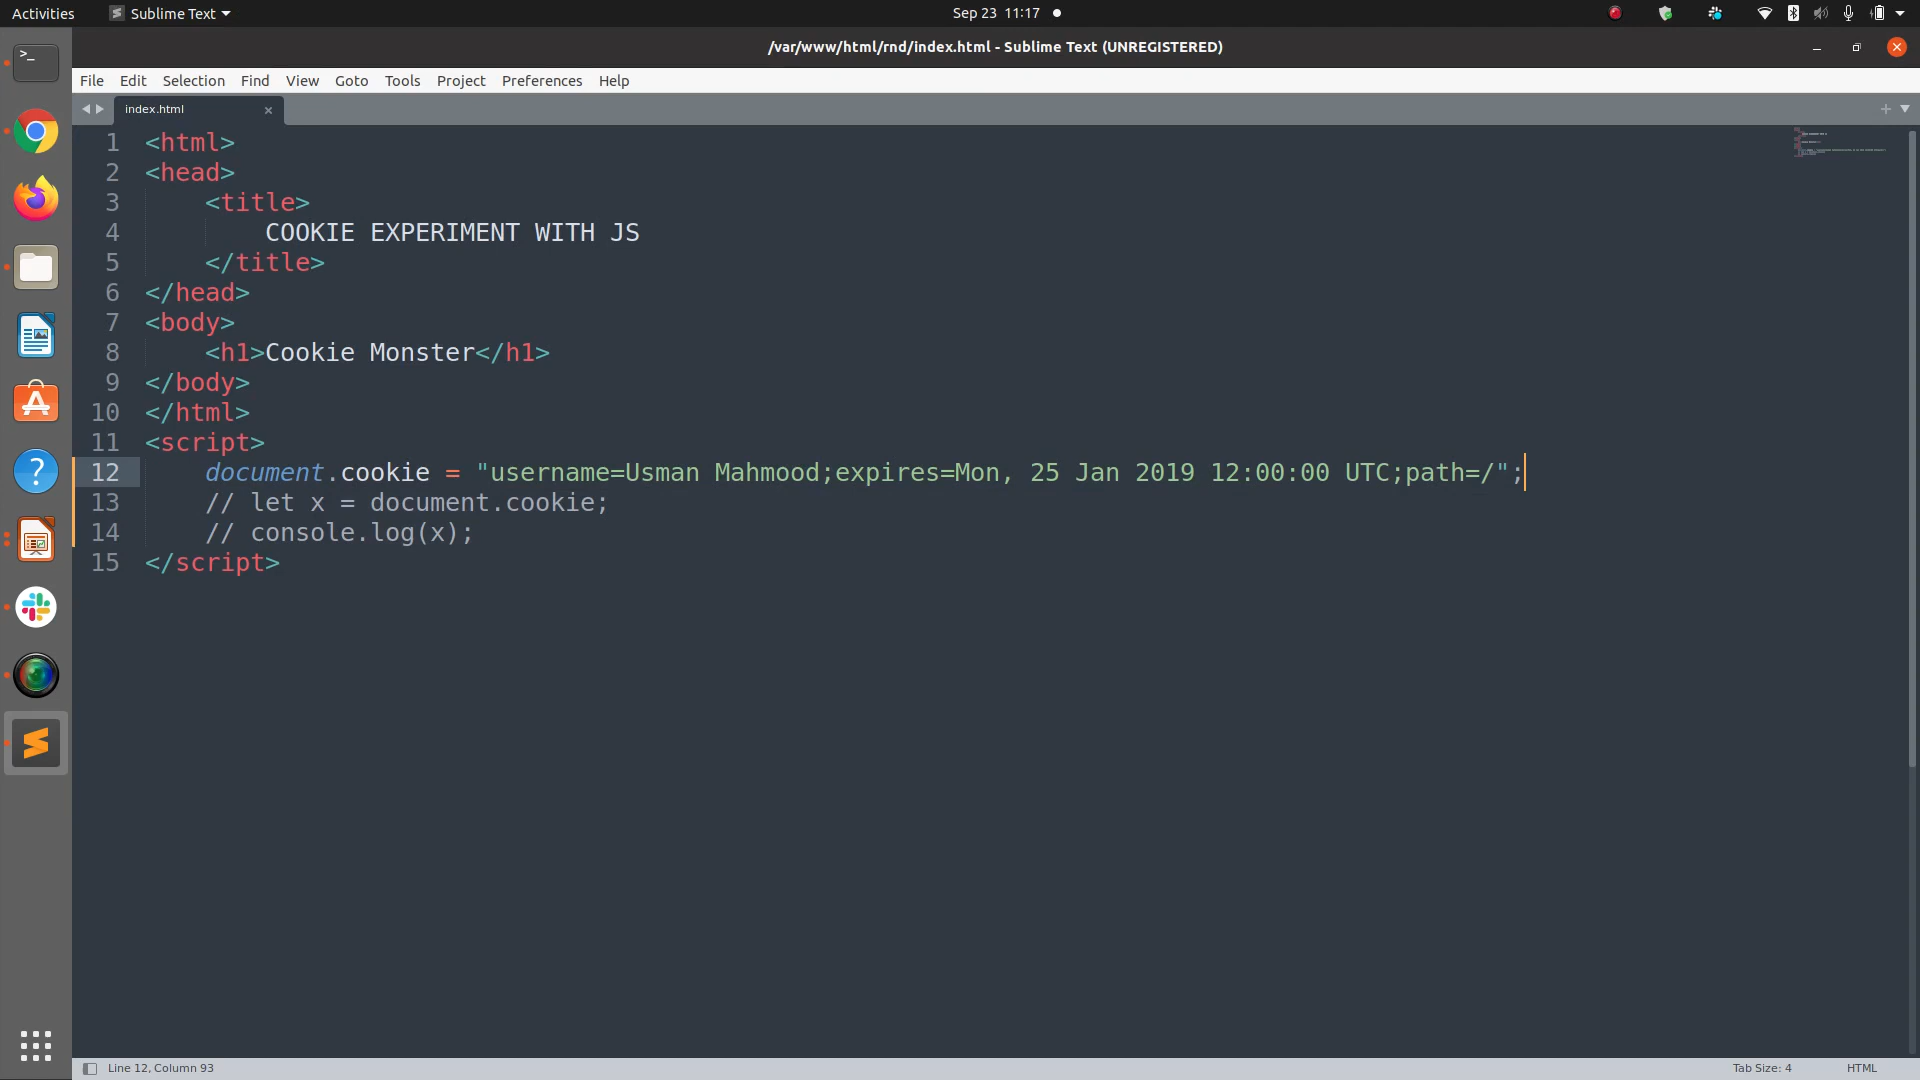 Activities Sublime Text Sep 23 11:17
/var/www/html/rnd/index.html - Sublime Text (UNREGISTERED)
File Edit Selection Find View Goto Tools Project Preferences Help
index.html
1 <html>
2 <head>
3 <title>
4 COOKIE EXPERIMENT WITH JS
5 </title>
6 </head>
7 <body>
8 <h1>Cookie Monster</h1>
9 </body>
10 </html>
11 <script>
12 document.cookie = "username=Usman Mahmood;expires=Mon, 25 Jan 2019 12:00:00 UTC;path=/";
13 // let x = document.cookie;
14 // console.log(x);
15 </script>
Line 12, Column 93 Tab Size: 4 HTML